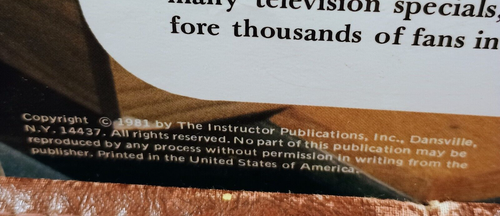 many television specials,
fore thousands of fans in
Copyright © 1981 by The Instructor Publications, Inc., Dansville,
N.Y. 14437. All rights reserved. No part of this publication may be
reproduced by any process without permission in writing from the
publisher. Printed in the United States of America.